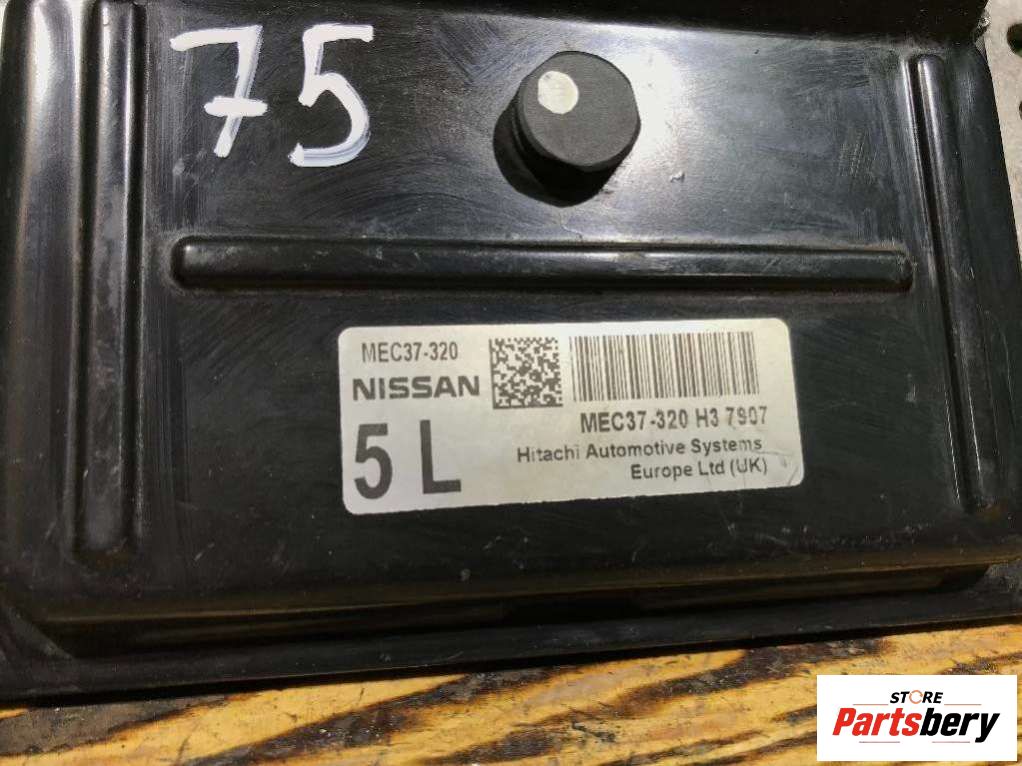 75
MEC37-320
NISSAN
5 L
MEC37-320 H3 7907
Hitachi Automotive Systems
Europe Ltd (UK)
STORE
Partsbery